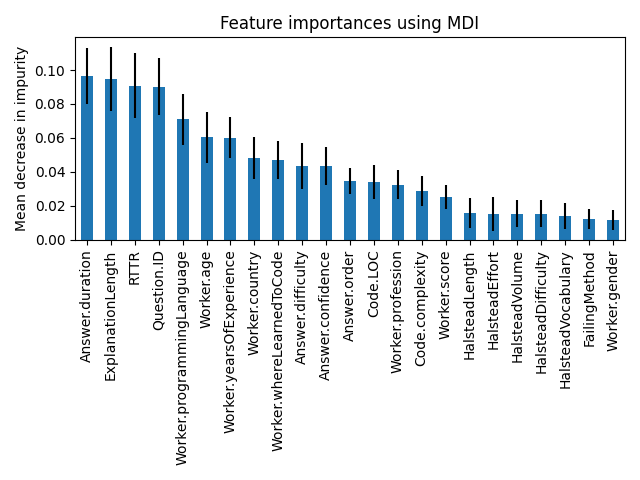 Feature importances using MDI
Mean decrease in impurity
0.10
0.08
0.06
0.04
0.02
0.00
Answer.duration
ExplanationLength
RTTR
Question.ID
Worker.programmingLanguage
Worker.age
Worker.yearsOfExperience
Worker.country
Worker.whereLearnedToCode
Answer.difficulty
Answer.confidence
Answer.order
Code.LOC
Worker.profession
Code.complexity
Worker.score
HalsteadLength
HalsteadEffort
HalsteadVolume
HalsteadDifficulty
HalsteadVocabulary
FailingMethod
Worker.gender